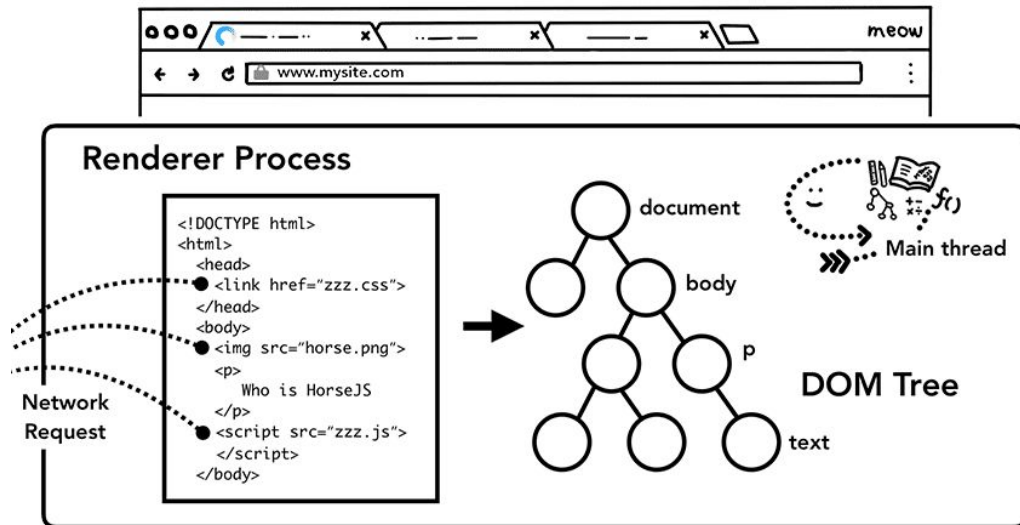 meow
www.mysite.com
Renderer Process
<!DOCTYPE html>
<html>
<head>
<link href="zzz.css">
</head>
<body>
<img src="horse.png">
<p>
Who is HorseJS
</p>
<script src="zzz.js">
</script>
</body>
Network
Request
document
body
p
text
DOM Tree
f()
Main thread